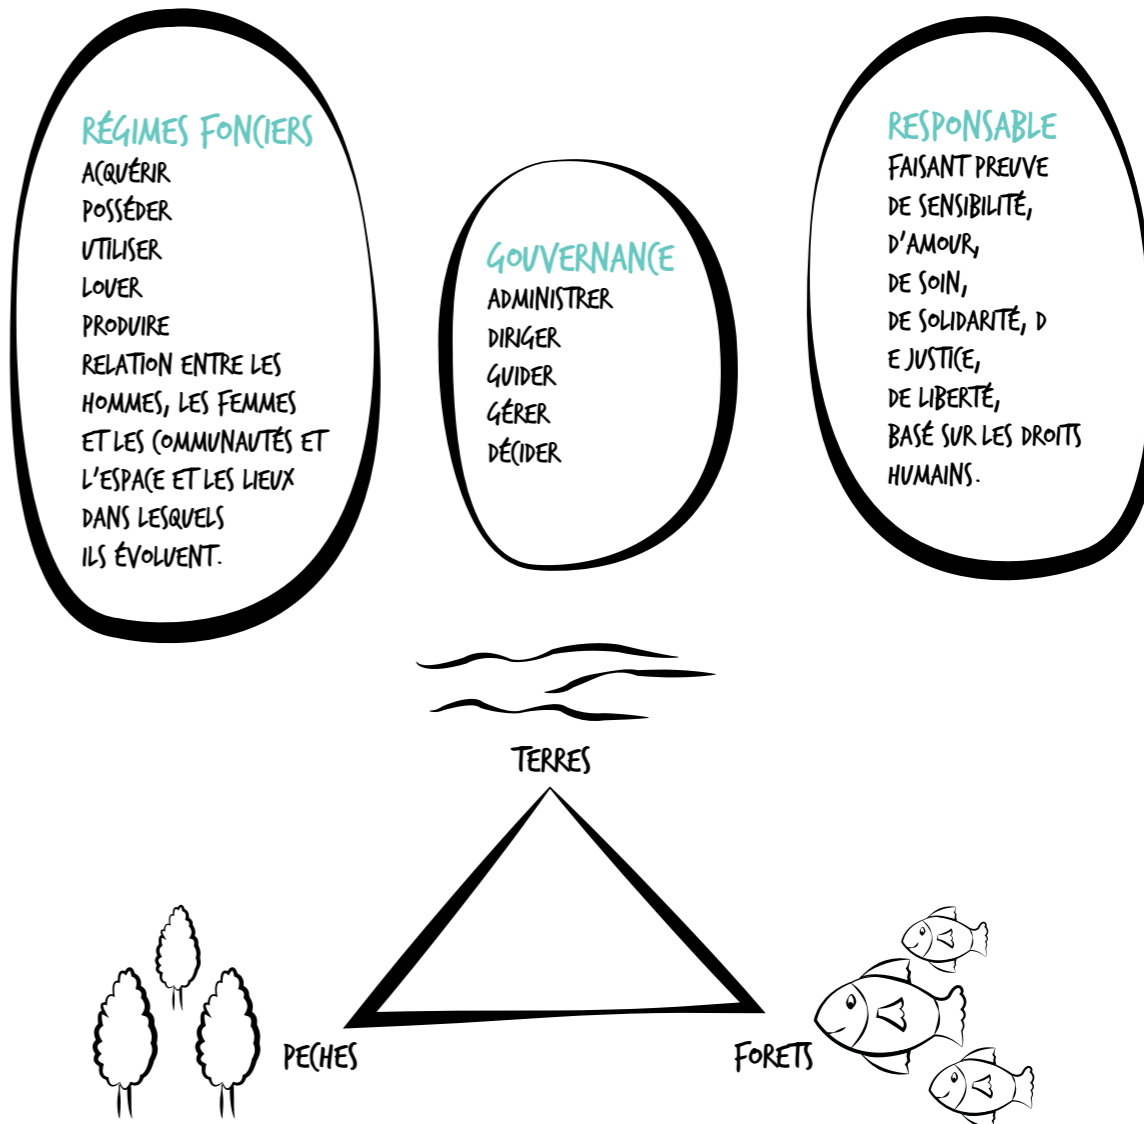 RÉGIMES FONCIERS
ACQUÉRIR
POSSÉDER
UTILISER
LOUER
PRODUIRE
RELATION ENTRE LES
HOMMES, LES FEMMES
ET LES COMMUNAUTÉS ET
L'ESPACE ET LES LIEUX
DANS LESQUELS
ILS ÉVOLUENT.
GOUVERNANCE
ADMINISTRER
DIRIGER
GUIDER
GÉRER
DÉCIDER
RESPONSABLE
FAISANT PREUVE
DE SENSIBILITÉ,
D'AMOUR,
DE SOIN,
DE SOLIDARITÉ, D
E JUSTICE,
DE LIBERTÉ,
BASÉ SUR LES DROITS
HUMAINS.
TERRES
PECHES
FORETS